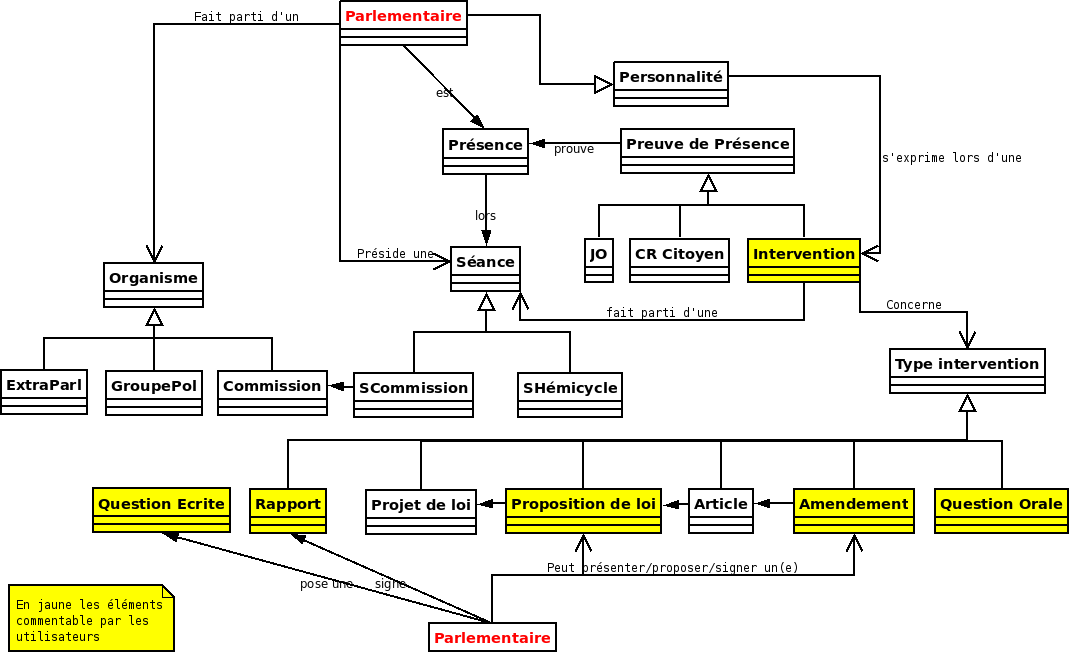 Fait parti d'un
Parlementaire
Personnalité
est
Présence
prouve
Preuve de Présence
s'exprime lors d'une
lors
Préside une
Séance
JO
CR Citoyen
Intervention
Organisme
fait parti d'une
Concerne
ExtraParl
GroupePol
Commission
SCommission
SHémicycle
Type intervention
Question Ecrite
Rapport
Projet de loi
Proposition de loi
Article
Amendement
Question Orale
pose une
signe
Peut présenter/proposer/signer un(e)
En jaune les éléments
commentable par les
utilisateurs
Parlementaire